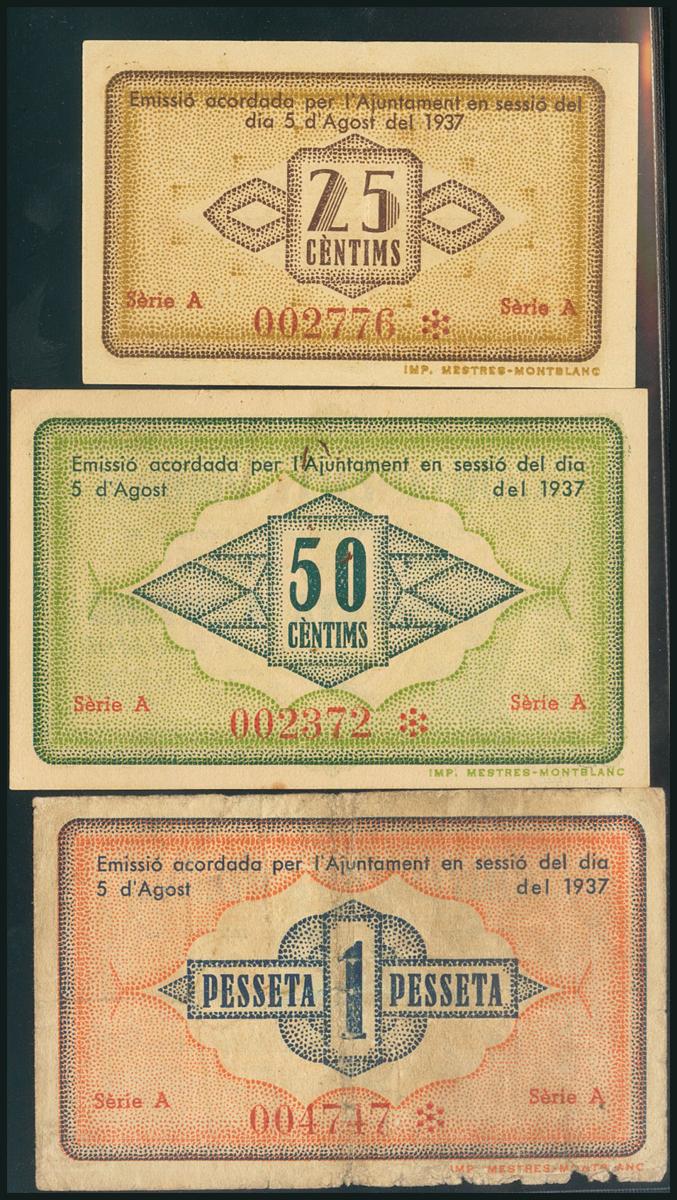 Emissió acordada per l'Ajuntament en sessió del
dia 5 d'Agost del 1937
25
CÈNTIMS
Sèrie A Sèrie A
002776
IMP. MESTRES-MONTBLANC
Emissió acordada per l'Ajuntament en sessió del dia
5 d'Agost del 1937
50
CÈNTIMS
Sèrie A Sèrie A
002372
IMP. MESTRES-MONTBLANC
Emissió acordada per l'Ajuntament en sessió del dia
5 d'Agost del 1937
PESSETA 1 PESSETA
Sèrie A Sèrie A
004747
IMP. MESTRES-MONTBLANC